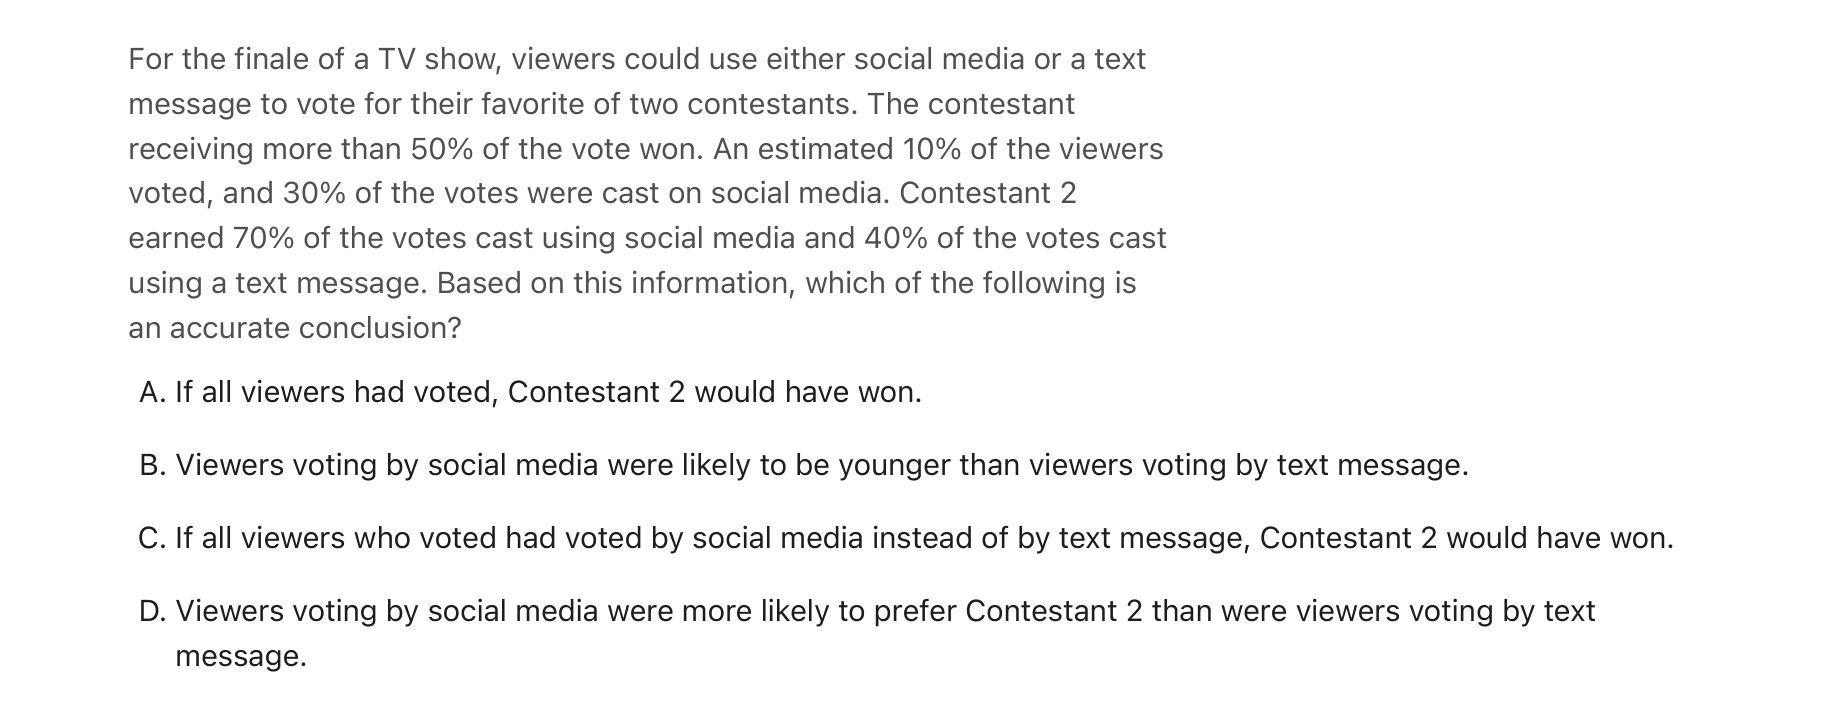 For the finale of a TV show, viewers could use either social media or a text
message to vote for their favorite of two contestants. The contestant
receiving more than 50% of the vote won. An estimated 10% of the viewers
voted, and 30% of the votes were cast on social media. Contestant 2
earned 70% of the votes cast using social media and 40% of the votes cast
using a text message. Based on this information, which of the following is
an accurate conclusion?
A. If all viewers had voted, Contestant 2 would have won.
B. Viewers voting by social media were likely to be younger than viewers voting by text message.
C. If all viewers who voted had voted by social media instead of by text message, Contestant 2 would have won.
D. Viewers voting by social media were more likely to prefer Contestant 2 than were viewers voting by text
message.